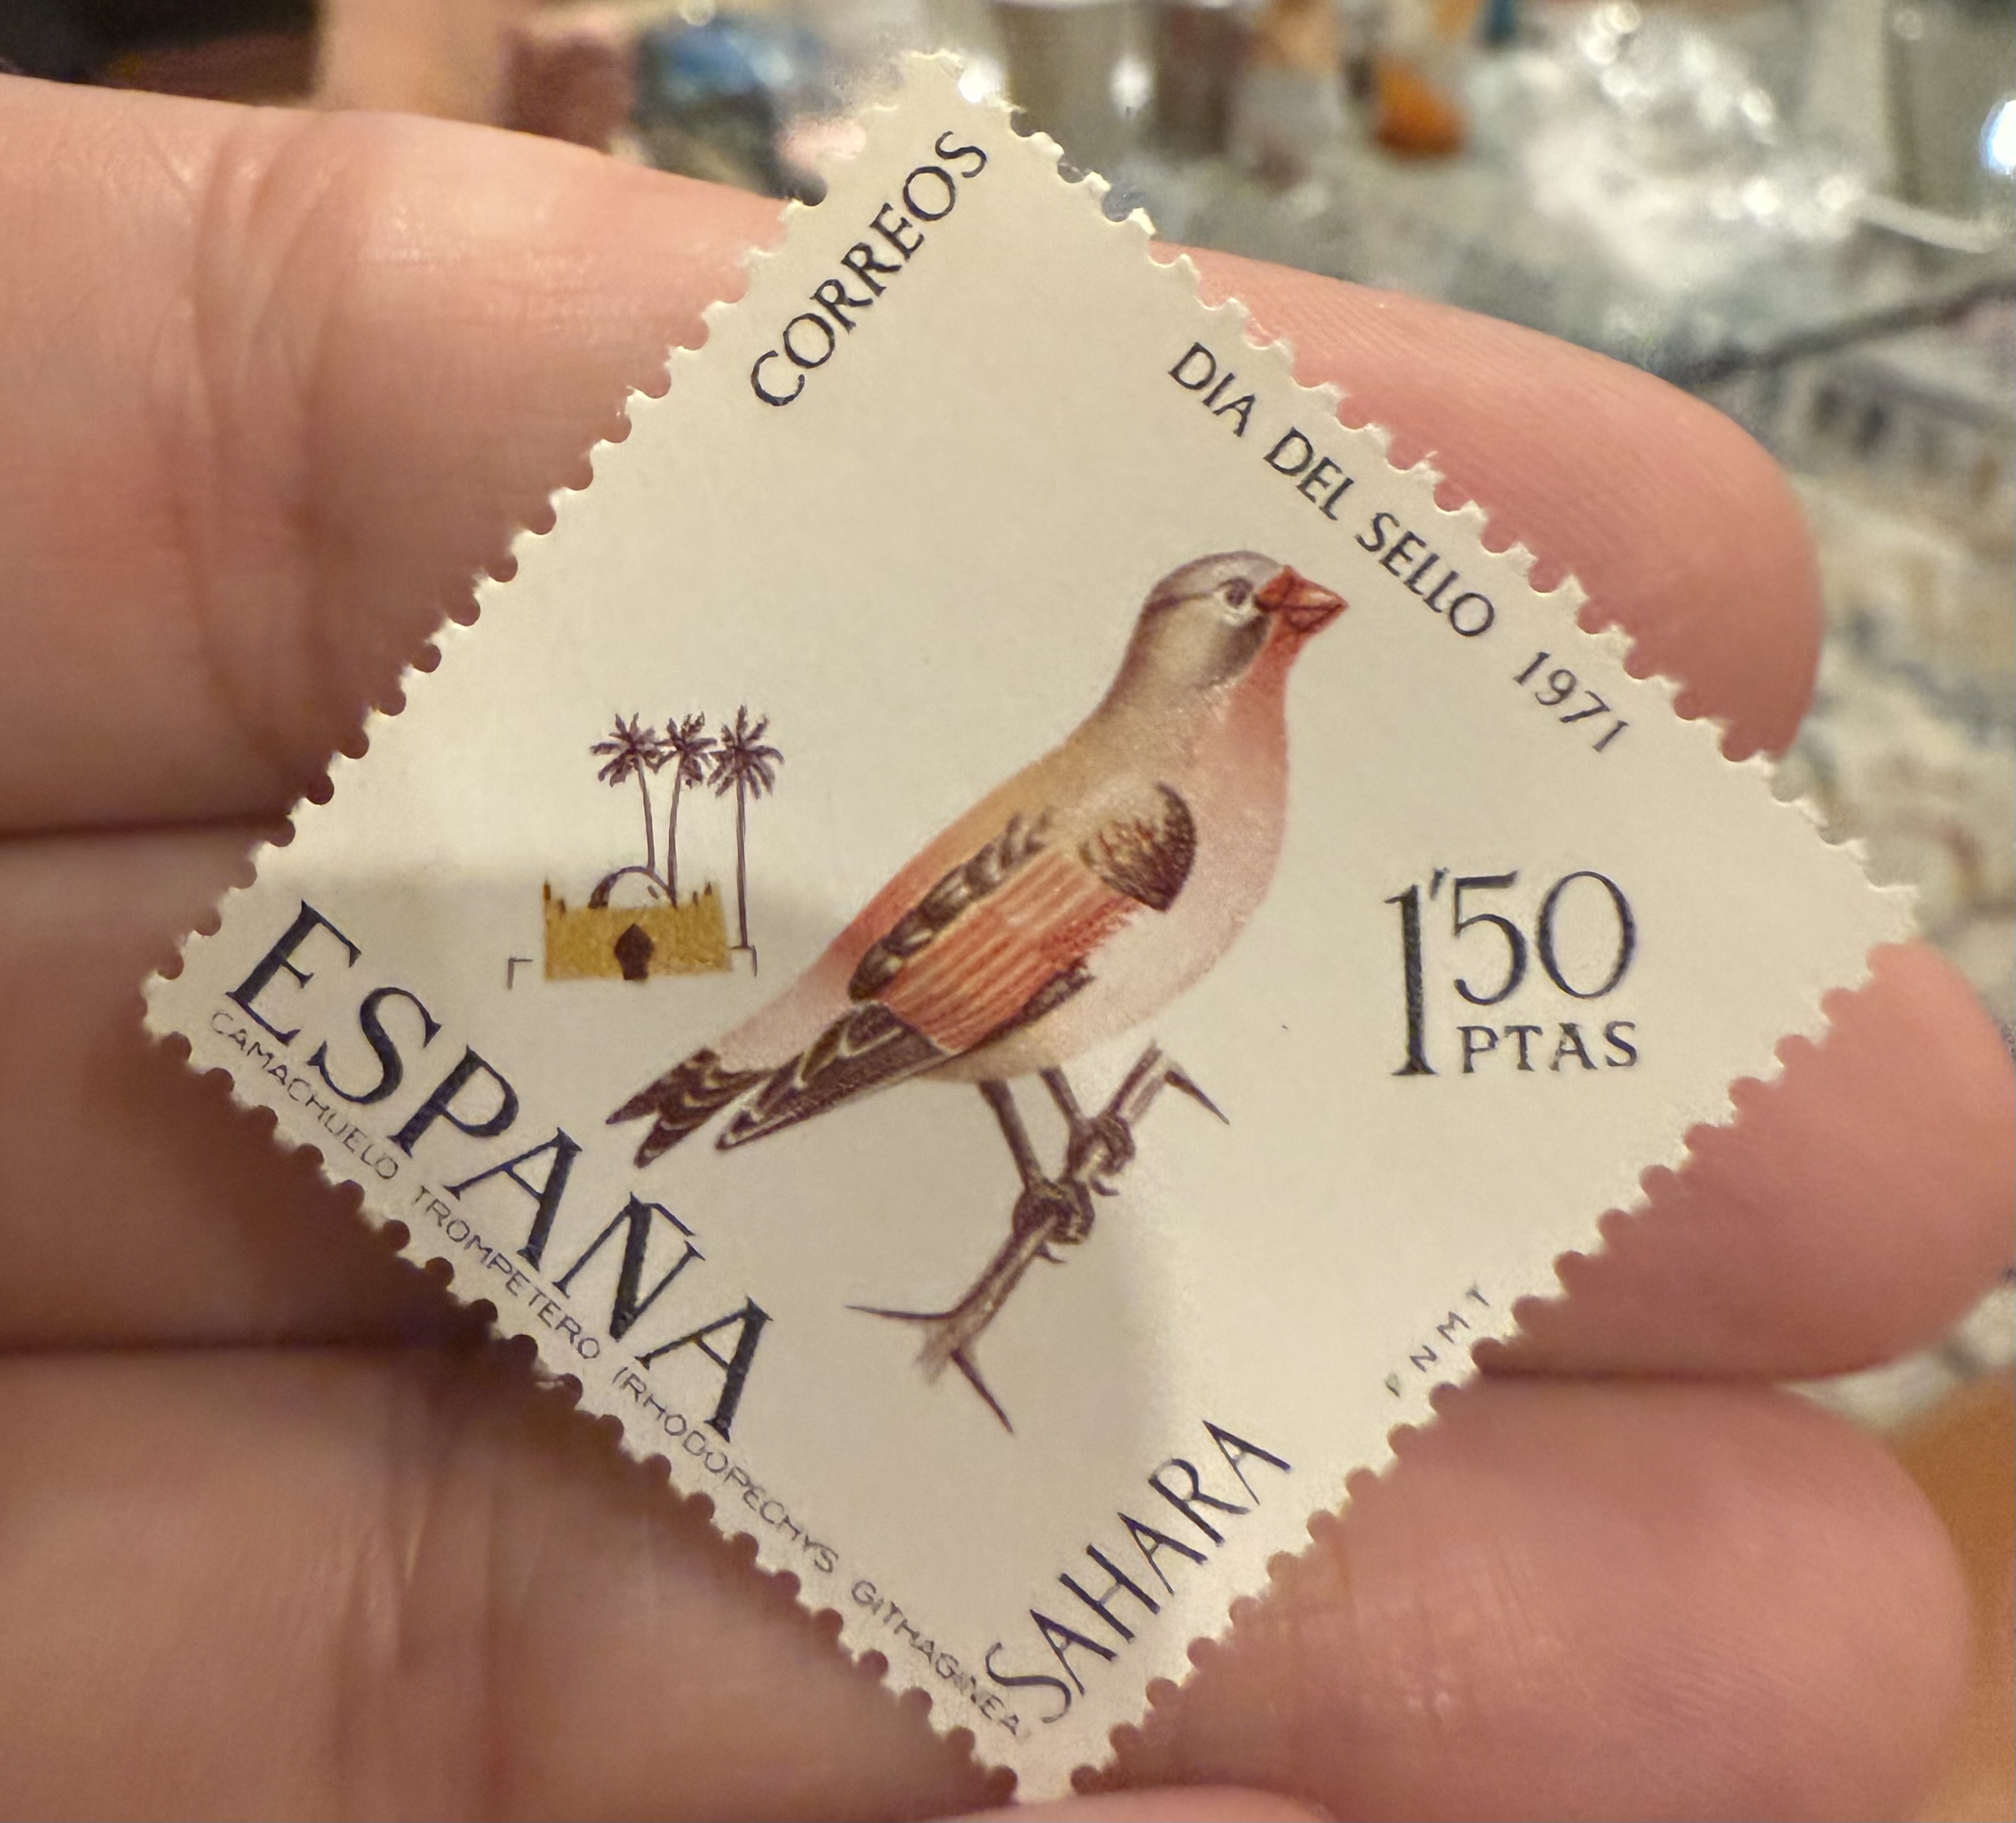 CORREOS
DIA DEL SELLO 1971
1'50
PTAS
ESPAÑA
CAMACHUELO TROMPETERO (RHODOPECHYS GITHAGINEA)
SAHARA
FNMT